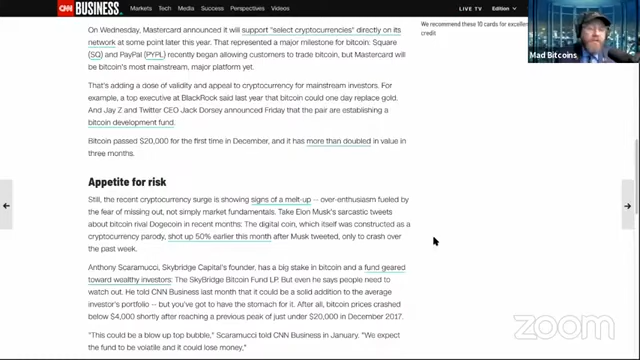 CNN BUSINESS Markets Tech Media Success Perspectives Videos LIVE TV Edition
We recommend these 10 cards for excellent
credit
Mad Bitcoins
On Wednesday, Mastercard announced it will support "select cryptocurrencies" directly on its
network at some point later this year. That represented a major milestone for bitcoin: Square
(SQ) and PayPal (PYPL) recently began allowing customers to trade bitcoin, but Mastercard will
be bitcoin's most mainstream, major platform yet.
That's adding a dose of validity and appeal to cryptocurrency for mainstream investors. For
example, a top executive at BlackRock said last year that bitcoin could one day replace gold.
And Jay Z and Twitter CEO Jack Dorsey announced Friday that the pair are establishing a
bitcoin development fund.
Bitcoin passed $20,000 for the first time in December, and it has more than doubled in value in
three months.
Appetite for risk
Still, the recent cryptocurrency surge is showing signs of a melt-up -- over-enthusiasm fueled by
the fear of missing out, not simply market fundamentals. Take Elon Musk's sarcastic tweets
about bitcoin rival Dogecoin in recent months: The digital coin, which itself was constructed as a
cryptocurrency parody, shot up 50% earlier this month after Musk tweeted, only to crash over
the past week.
Anthony Scaramucci, Skybridge Capital's founder, has a big stake in bitcoin and a fund geared
toward wealthy investors: The SkyBridge Bitcoin Fund LP. But even he says people need to
watch out. He told CNN Business last month that it could be a solid addition to the average
investor's portfolio -- but you've got to have the stomach for it. After all, bitcoin prices crashed
below $4,000 shortly after reaching a previous peak of just under $20,000 in December 2017.
"This could be a blow up top bubble," Scaramucci told CNN Business in January. "We expect
the fund to be volatile and it could lose money,"
zoom